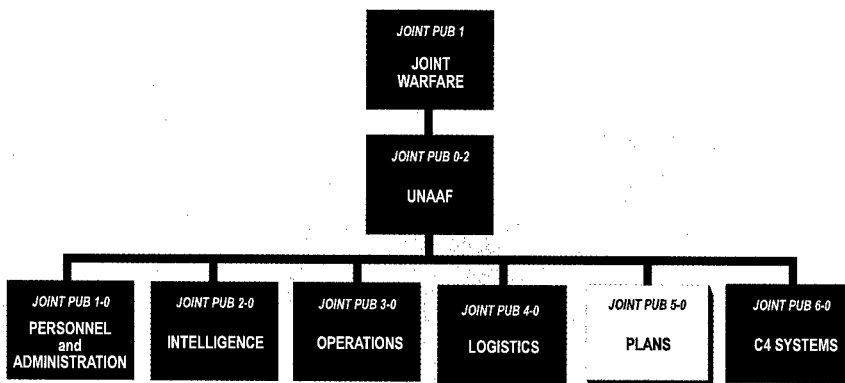 JOINT PUB 1
JOINT
WARFARE
JOINT PUB 0-2
UNAAF
JOINT PUB 1-0
PERSONNEL
and
ADMINISTRATION
JOINT PUB 2-0
INTELLIGENCE
JOINT PUB 3-0
OPERATIONS
JOINT PUB 4-0
LOGISTICS
JOINT PUB 5-0
PLANS
JOINT PUB 6-0
C4 SYSTEMS